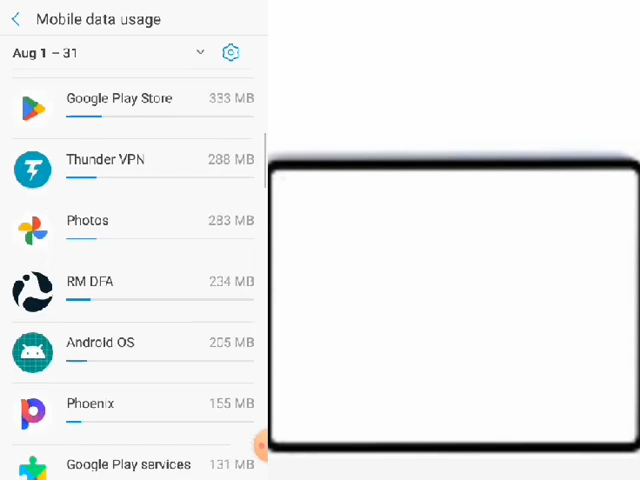 Mobile data usage
Aug 1 – 31
Google Play Store 333 MB
Thunder VPN 288 MB
Photos 283 MB
RM DFA 234 MB
Android OS 205 MB
Phoenix 155 MB
Google Play services 131 MB